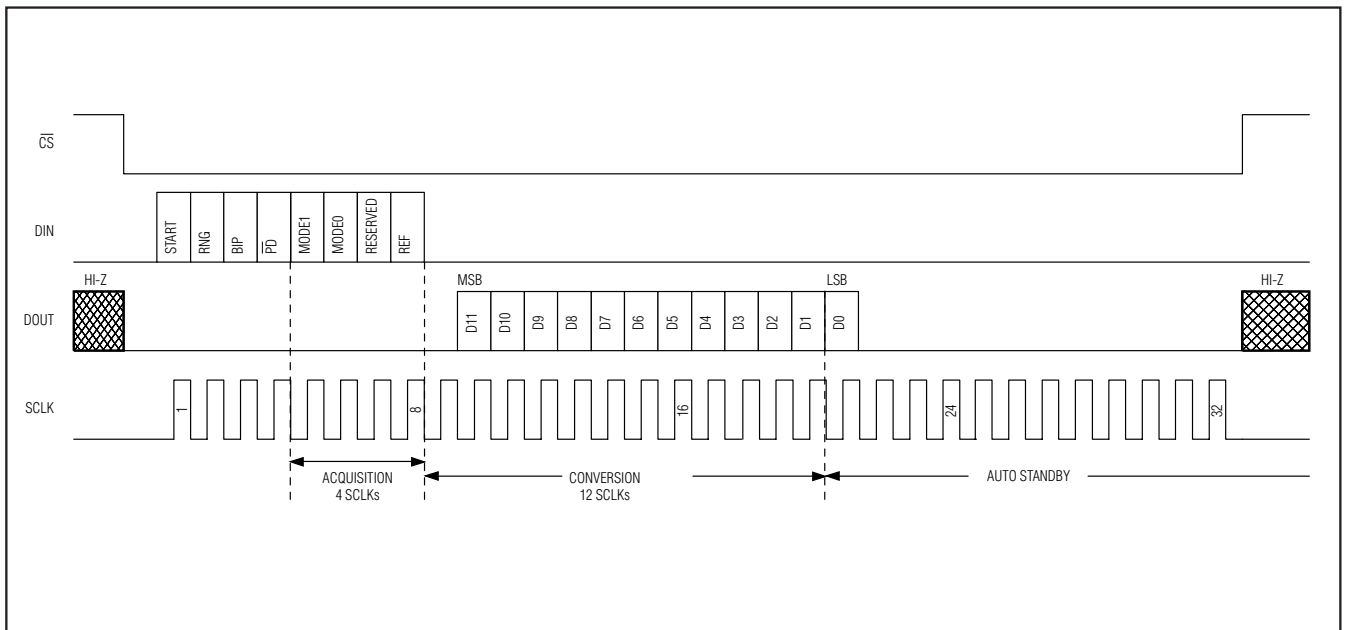 C̅S̅
DIN
START
RNG
BIP
P̅D̅
MODE1
MODE0
RESERVED
REF
HI-Z
MSB
LSB
HI-Z
DOUT
D11
D10
D9
D8
D7
D6
D5
D4
D3
D2
D1
D0
SCLK
1
8
16
24
32
ACQUISITION
4 SCLKs
CONVERSION
12 SCLKs
AUTO STANDBY